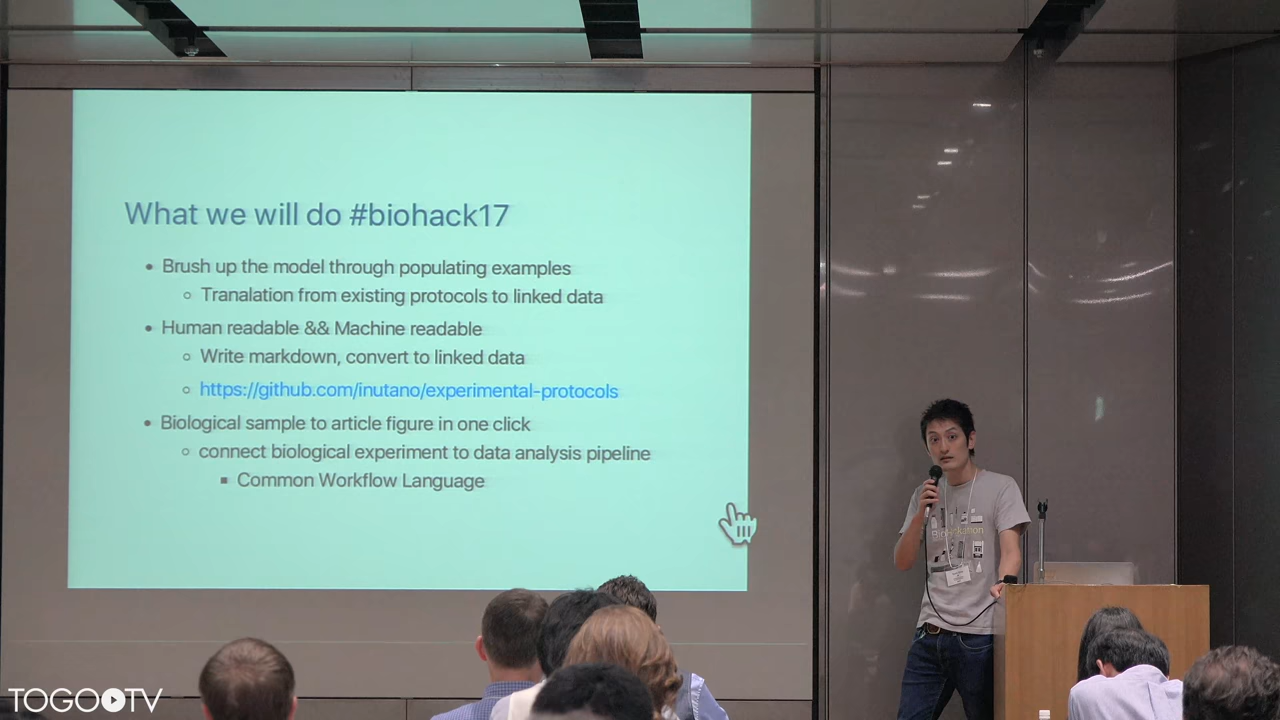 What we will do #biohack17
• Brush up the model through populating examples
◦ Tranalation from existing protocols to linked data
• Human readable && Machine readable
◦ Write markdown, convert to linked data
◦ https://github.com/inutano/experimental-protocols
• Biological sample to article figure in one click
◦ connect biological experiment to data analysis pipeline
▪ Common Workflow Language
TOGOTV